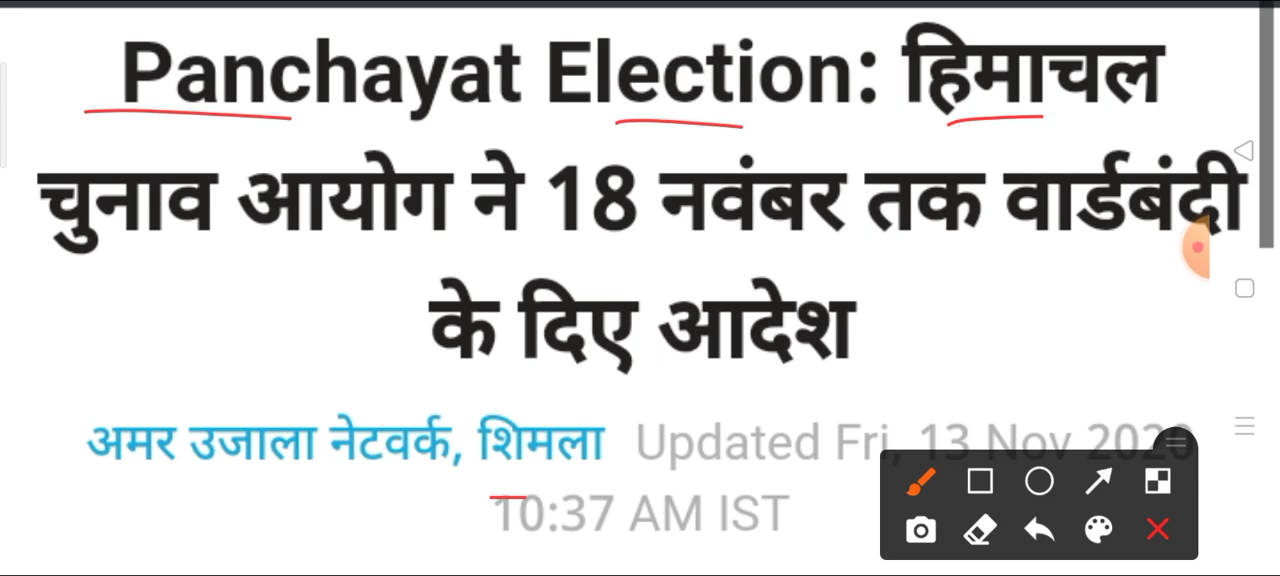 Panchayat Election: हिमाचल
चुनाव आयोग ने 18 नवंबर तक वार्डबंदी
के दिए आदेश
अमर उजाला नेटवर्क, शिमला Updated Fri, 13 Nov 2020
10:37 AM IST